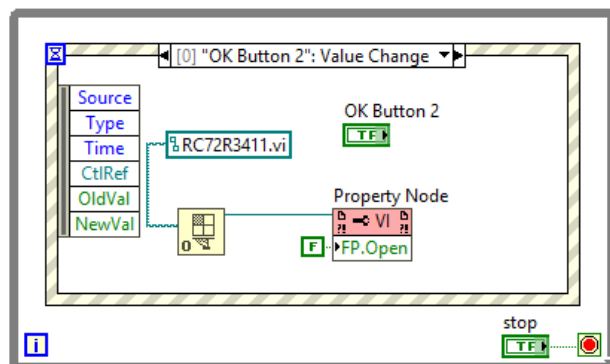 [0] "OK Button 2": Value Change
Source
Type
Time
CtlRef
OldVal
NewVal
RC72R3411.vi
OK Button 2
TF
0
Property Node
?!
VI
?!
F
FP.Open
i
stop
TF